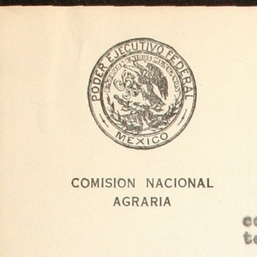 PODER EJECUTIVO FEDERAL
MEXICO
COMISION NACIONAL
AGRARIA